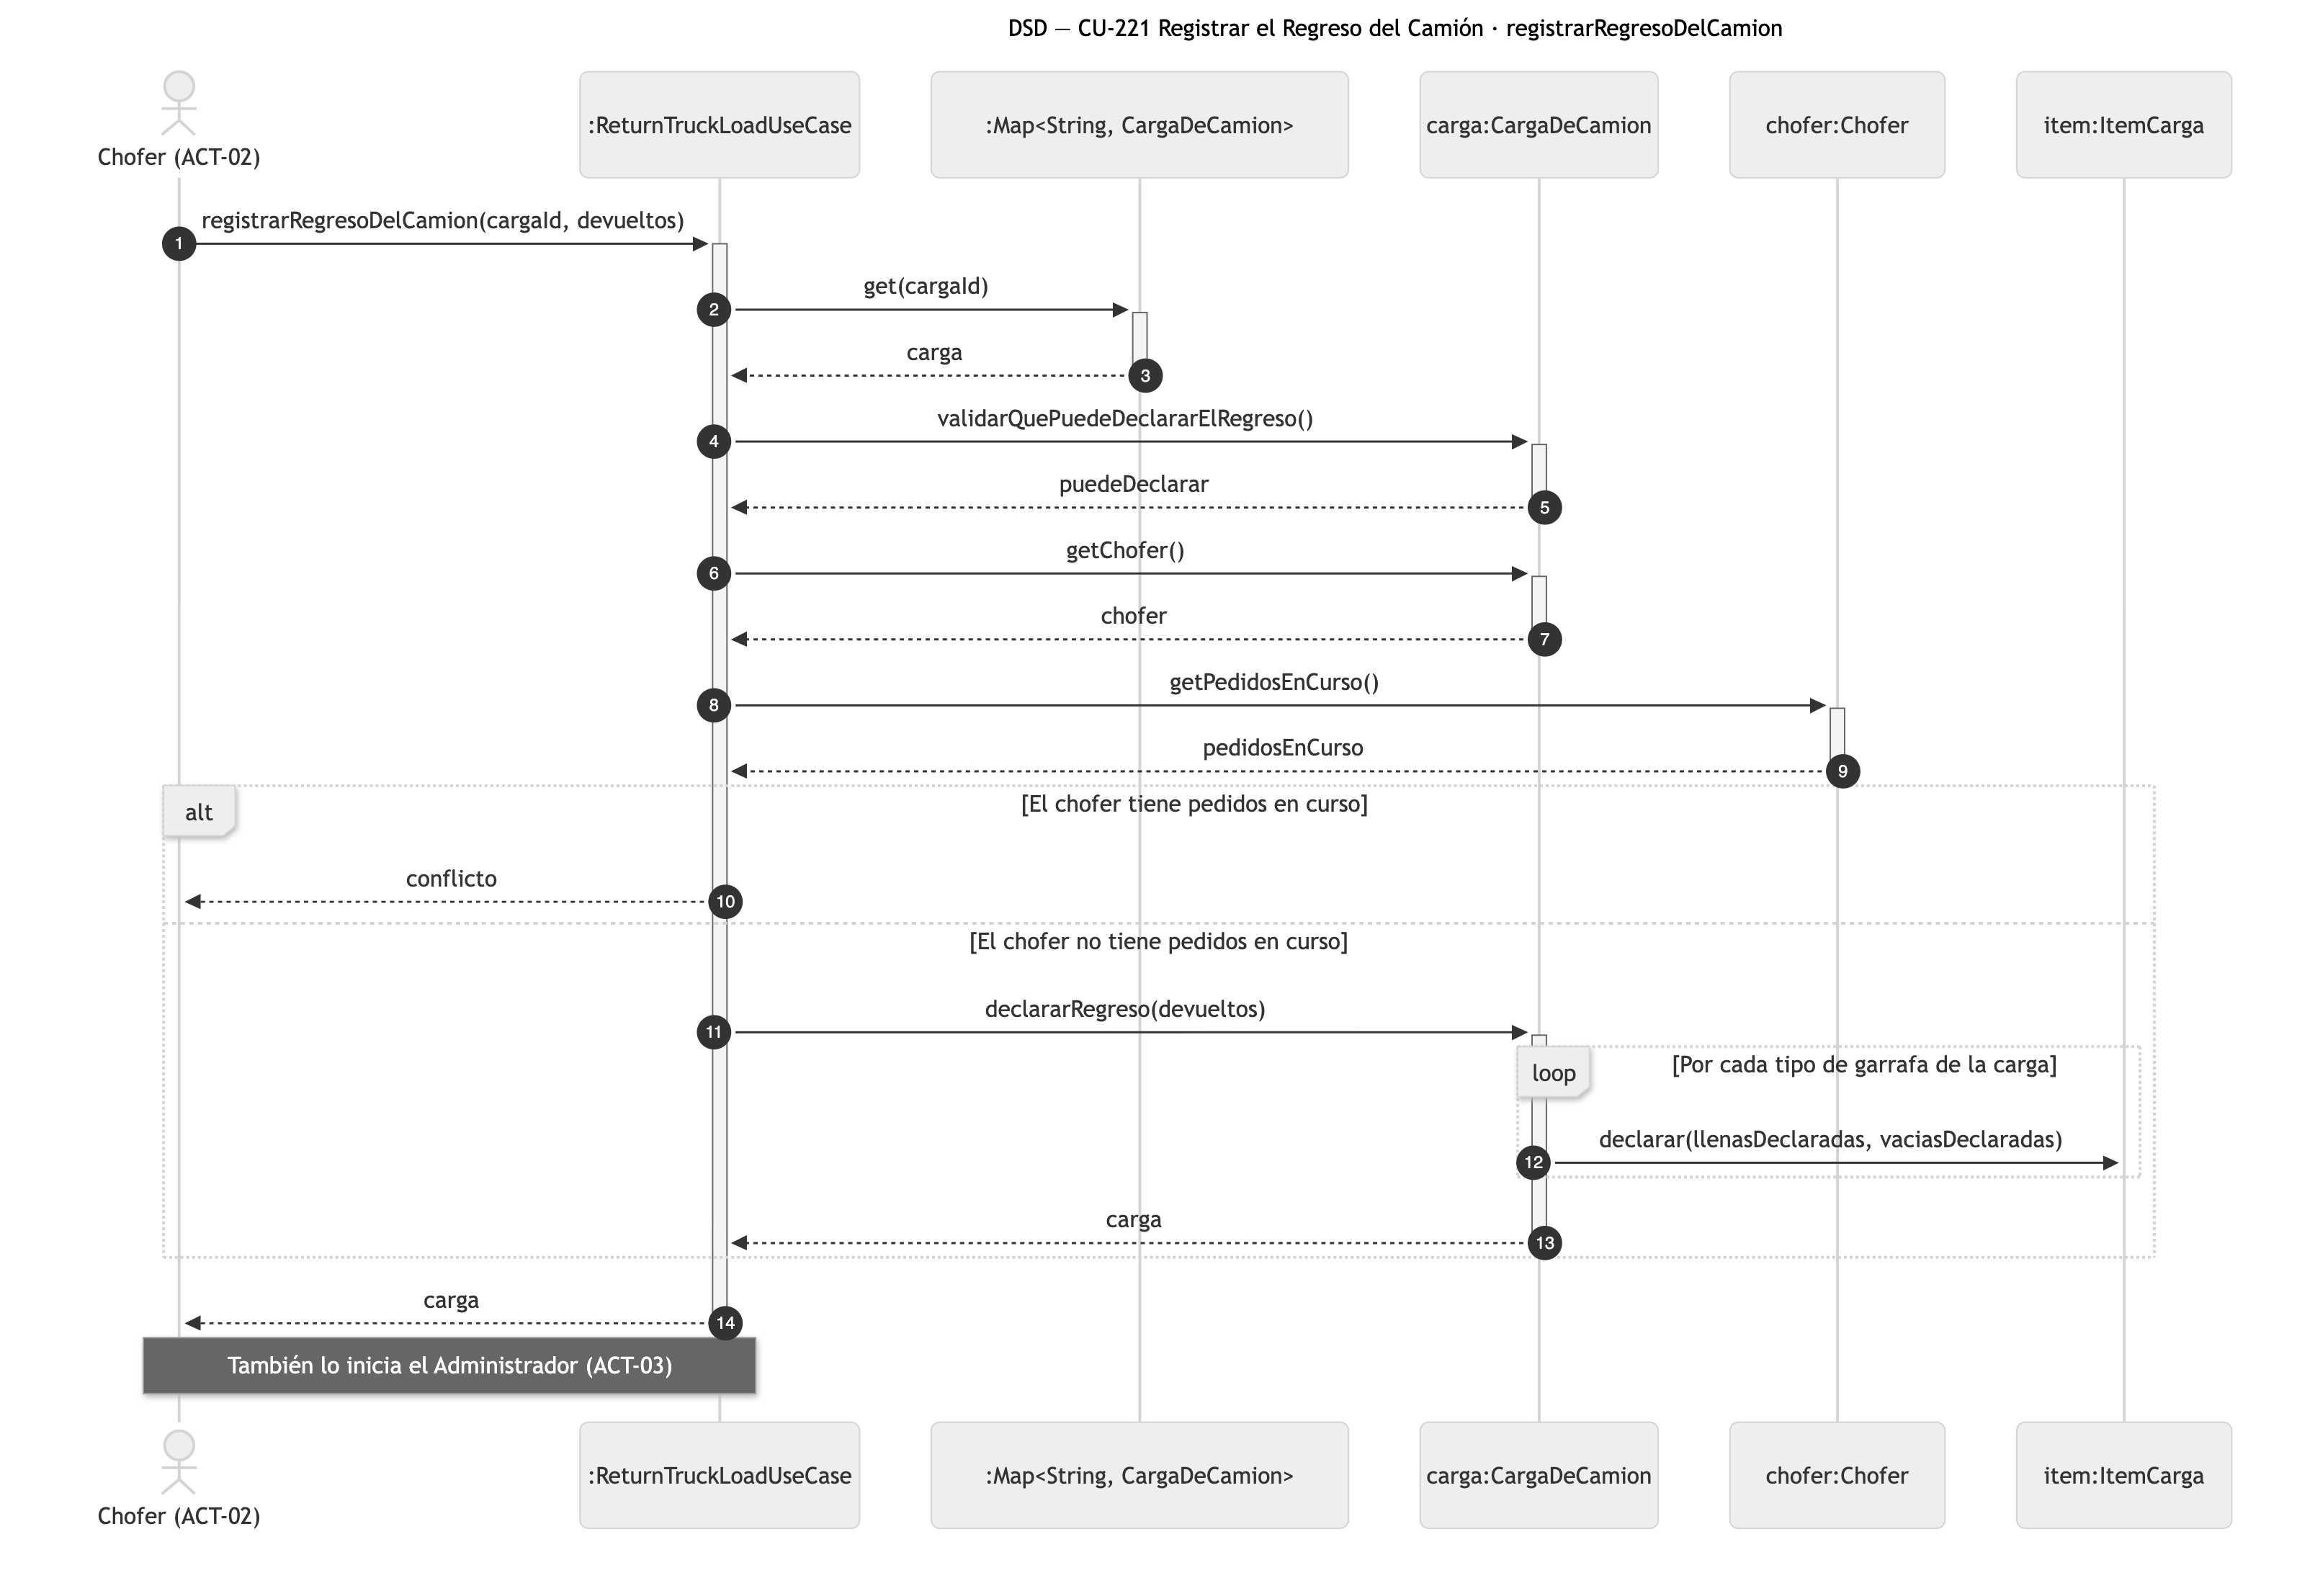 DSD — CU-221 Registrar el Regreso del Camión · registrarRegresoDelCamion
Chofer (ACT-02)
:ReturnTruckLoadUseCase
:Map<String, CargaDeCamion>
carga:CargaDeCamion
chofer:Chofer
item:ItemCarga
registrarRegresoDelCamion(cargaId, devueltos)
1
get(cargaId)
2
carga
3
validarQuePuedeDeclararElRegreso()
4
puedeDeclarar
5
getChofer()
6
chofer
7
getPedidosEnCurso()
8
pedidosEnCurso
9
alt
[El chofer tiene pedidos en curso]
conflicto
10
[El chofer no tiene pedidos en curso]
declararRegreso(devueltos)
11
loop
[Por cada tipo de garrafa de la carga]
declarar(llenasDeclaradas, vaciasDeclaradas)
12
carga
13
carga
14
También lo inicia el Administrador (ACT-03)
Chofer (ACT-02)
:ReturnTruckLoadUseCase
:Map<String, CargaDeCamion>
carga:CargaDeCamion
chofer:Chofer
item:ItemCarga